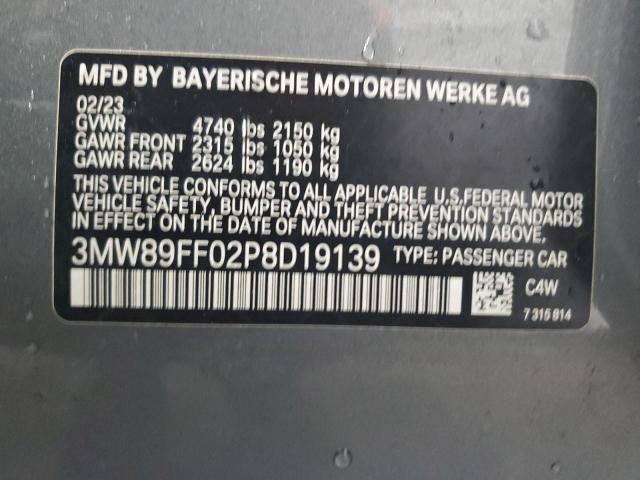 MFD BY BAYERISCHE MOTOREN WERKE AG
02/23
GVWR 4740 lbs 2150 kg
GAWR FRONT 2315 lbs 1050 kg
GAWR REAR 2624 lbs 1190 kg
THIS VEHICLE CONFORMS TO ALL APPLICABLE U.S.FEDERAL MOTOR
VEHICLE SAFETY, BUMPER, AND THEFT PREVENTION STANDARDS
IN EFFECT ON THE DATE OF MANUFACTURE SHOWN ABOVE.
3MW89FF02P8D19139 TYPE: PASSENGER CAR
C4W
7 315 814